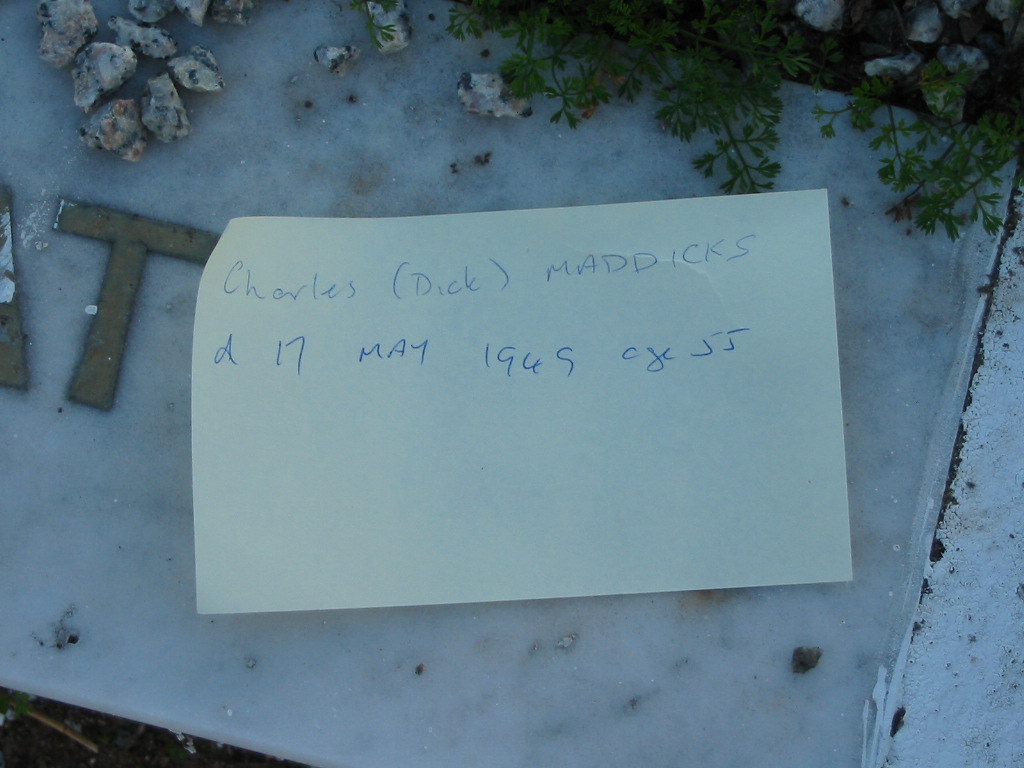 T
Charles (Dick) MADDICKS
d 17 MAY 1949 age 55